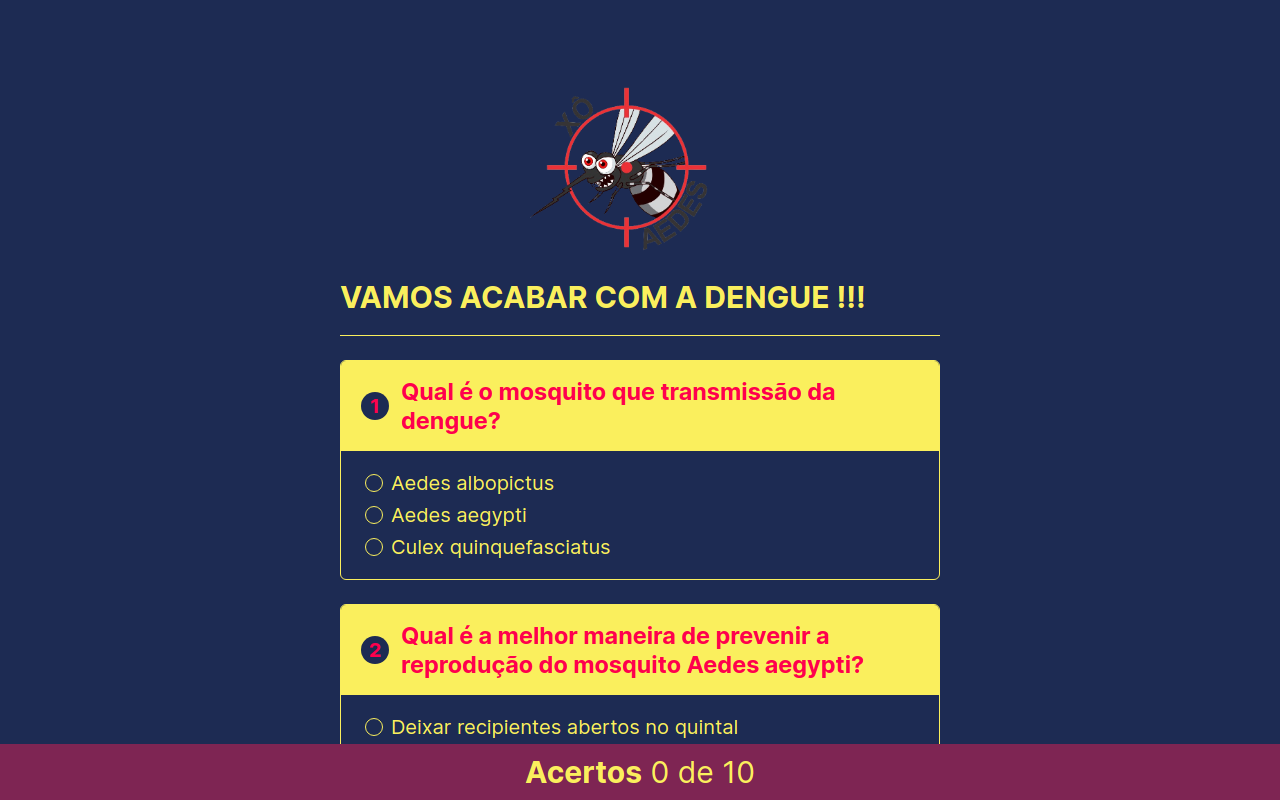 XÔ
AEDES
VAMOS ACABAR COM A DENGUE !!!
1
Qual é o mosquito que transmissão da
dengue?
Aedes albopictus
Aedes aegypti
Culex quinquefasciatus
2
Qual é a melhor maneira de prevenir a
reprodução do mosquito Aedes aegypti?
Deixar recipientes abertos no quintal
Acertos 0 de 10